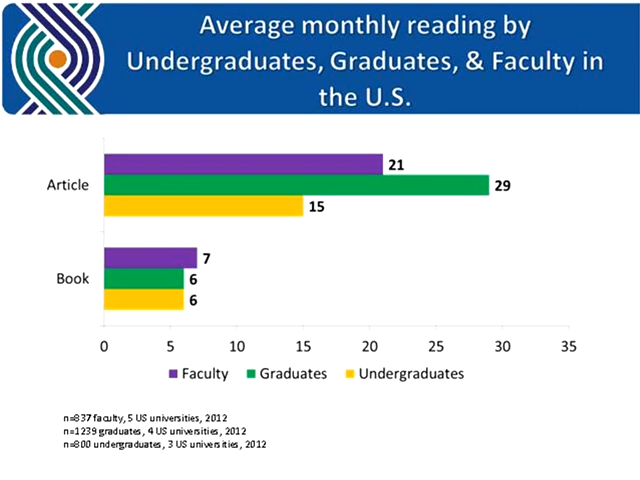 Average monthly reading by
Undergraduates, Graduates, & Faculty in
the U.S.
Article
21
29
15
Book
7
6
6
0 5 10 15 20 25 30 35
Faculty Graduates Undergraduates
n=837 faculty, 5 US universities, 2012
n=1239 graduates, 4 US universities, 2012
n=800 undergraduates, 3 US universities, 2012